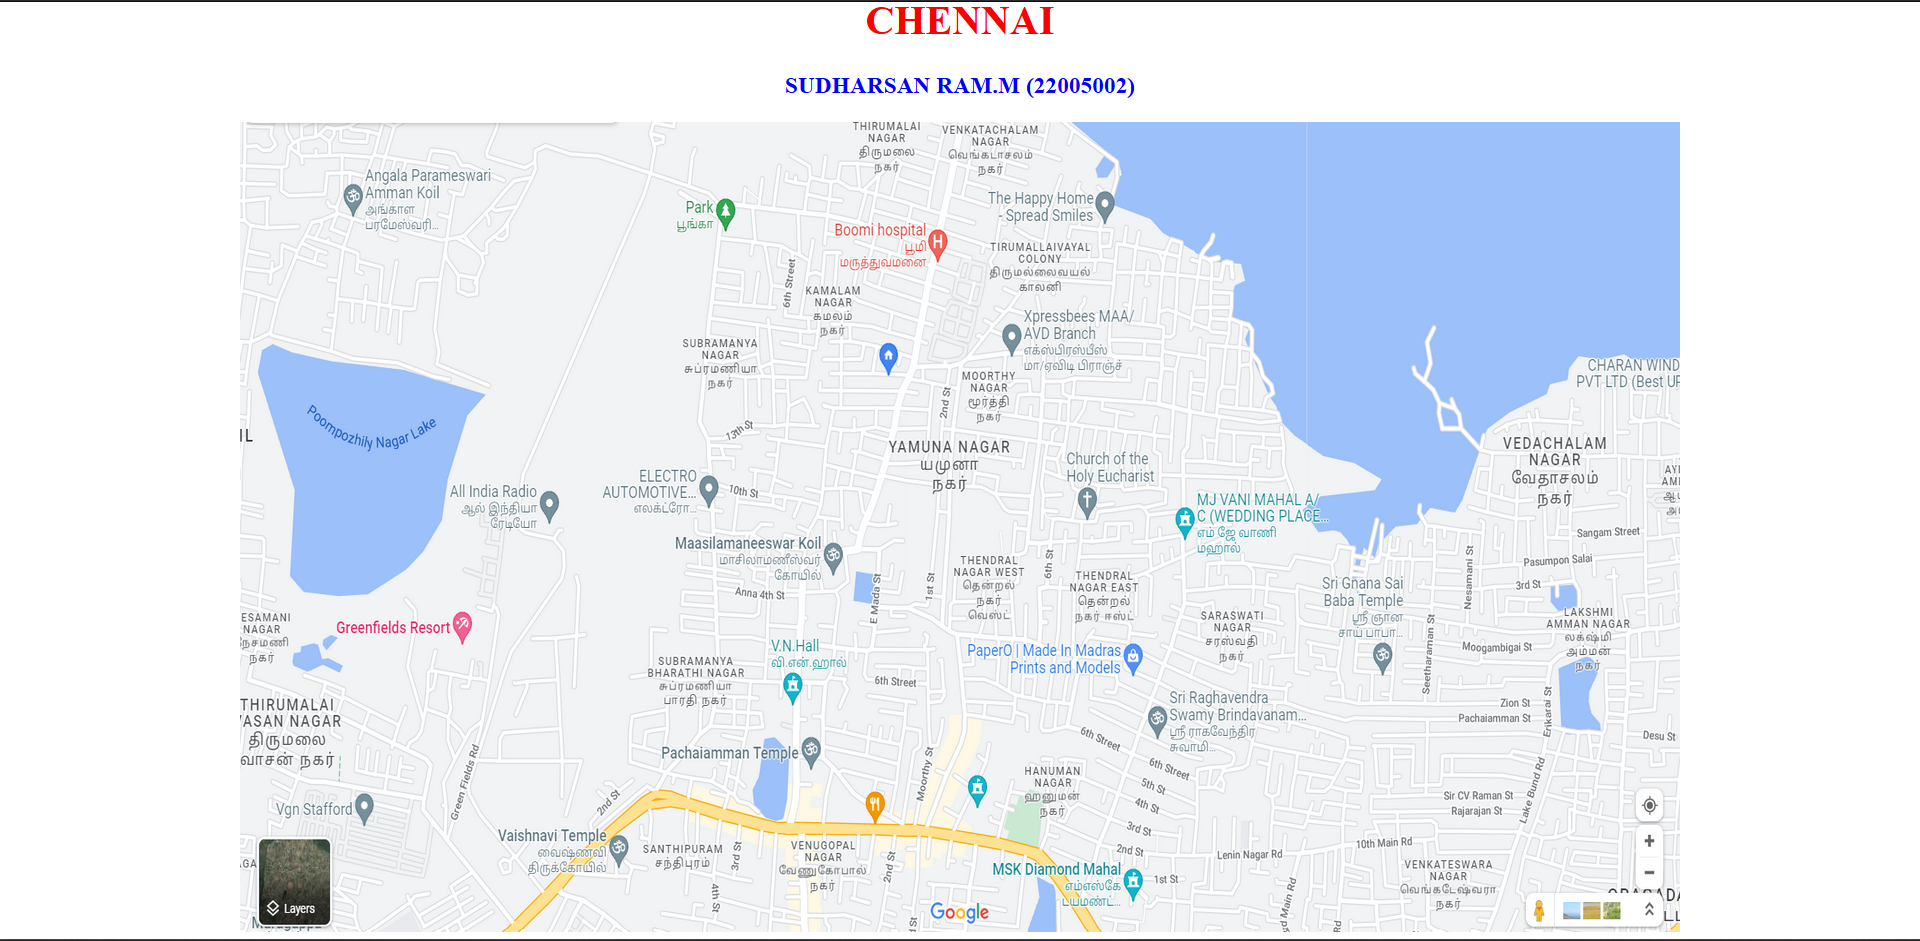 CHENNAI
SUDHARSAN RAM.M (22005002)
THIRUMALAI
NAGAR
திருமலை
நகர்
VENKATACHALAM
NAGAR
வெங்கடாசலம்
நகர்
Angala Parameswari
Amman Koil
அங்காள
பரமேஸ்வரி...
Park
பூங்கா
The Happy Home
- Spread Smiles
Boomi hospital
பூமி
மருத்துவமனை
TIRUMALLAIVAYAL
COLONY
திருமல்லைவயல்
காலனி
6th Street
KAMALAM
NAGAR
கமலம்
நகர்
Xpressbees MAA/
AVD Branch
எக்ஸ்பிரஸ்பீஸ்
மா/ஏவிடி பிராஞ்ச்
SUBRAMANYA
NAGAR
சுப்ரமணியா
நகர்
MOORTHY
NAGAR
மூர்த்தி
நகர்
2nd St
CHARAN WIND
PVT LTD (Best UP
Poompozhily Nagar Lake
IL
13th St
YAMUNA NAGAR
யமுனா
நகர்
VEDACHALAM
NAGAR
வேதாசலம்
நகர்
Church of the
Holy Eucharist
ELECTRO
AUTOMOTIVE...
எலக்ட்ரோ...
10th St
All India Radio
ஆல் இந்தியா
ரேடியோ
MJ VANI MAHAL A/
C (WEDDING PLACE...
எம் ஜே வாணி
மஹால்
Sangam Street
Maasilamaneeswar Koil
மாசிலாமணீஸ்வர்
கோயில்
Pasumpon Salai
THENDRAL
NAGAR WEST
தென்றல்
நகர்
வெஸ்ட்
6th St
THENDRAL
NAGAR EAST
தென்றல்
நகர் ஈஸ்ட்
Anna 4th St
E Mada St
1st St
Sri Gnana Sai
Baba Temple
ஸ்ரீ ஞான
சாய் பாபா...
Nesamani St
3rd St
ESAMANI
NAGAR
நேசமணி
நகர்
Greenfields Resort
SARASWATI
NAGAR
சரஸ்வதி
நகர்
LAKSHMI
AMMAN NAGAR
லக்ஷ்மி
அம்மன்
நகர்
Seetharaman St
Moogambigai St
V.N.Hall
வி.என்.ஹால்
PaperO | Made In Madras
Prints and Models
SUBRAMANYA
BHARATHI NAGAR
சுப்ரமணியா
பாரதி நகர்
6th Street
Sri Raghavendra
Swamy Brindavanam...
ஸ்ரீ ராகவேந்திர
சுவாமி...
Zion St
Pachaiamman St
Erikarai St
Desu St
THIRUMALAI
VASAN NAGAR
திருமலை
வாசன் நகர்
Green Fields Rd
Pachaiamman Temple
Moorthy St
6th Street
6th Street
5th St
4th St
3rd St
2nd St
1st St
HANUMAN
NAGAR
ஹனுமன்
நகர்
Sir CV Raman St
Rajarajan St
Lake Bund Rd
Vgn Stafford
2nd St
Vaishnavi Temple
வைஷ்ணவி
திருக்கோயில்
SANTHIPURAM
சந்திபுரம்
3rd St
4th St
VENUGOPAL
NAGAR
வேணுகோபால்
நகர்
2nd St
MSK Diamond Mahal
எம்எஸ்கே
டயமண்ட்...
Lenin Nagar Rd
10th Main Rd
VENKATESWARA
NAGAR
வெங்கடேஷ்வரா
நகர்
Layers
Google